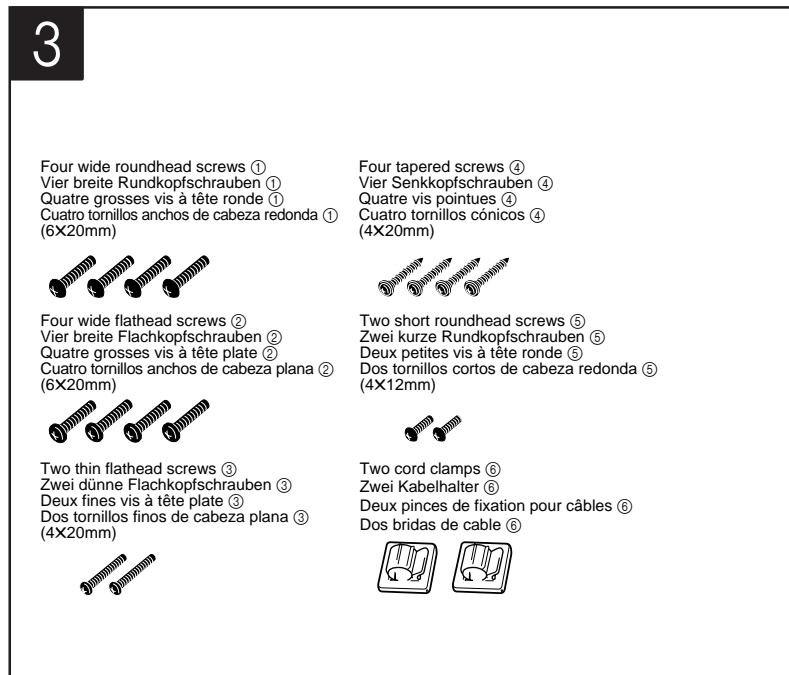 3
Four wide roundhead screws ①
Vier breite Rundkopfschrauben ①
Quatre grosses vis à tête ronde ①
Cuatro tornillos anchos de cabeza redonda ①
(6✕20mm)
Four wide flathead screws ②
Vier breite Flachkopfschrauben ②
Quatre grosses vis à tête plate ②
Cuatro tornillos anchos de cabeza plana ②
(6✕20mm)
Two thin flathead screws ③
Zwei dünne Flachkopfschrauben ③
Deux fines vis à tête plate ③
Dos tornillos finos de cabeza plana ③
(4✕20mm)
Four tapered screws ④
Vier Senkkopfschrauben ④
Quatre vis pointues ④
Cuatro tornillos cónicos ④
(4✕20mm)
Two short roundhead screws ⑤
Zwei kurze Rundkopfschrauben ⑤
Deux petites vis à tête ronde ⑤
Dos tornillos cortos de cabeza redonda ⑤
(4✕12mm)
Two cord clamps ⑥
Zwei Kabelhalter ⑥
Deux pinces de fixation pour câbles ⑥
Dos bridas de cable ⑥